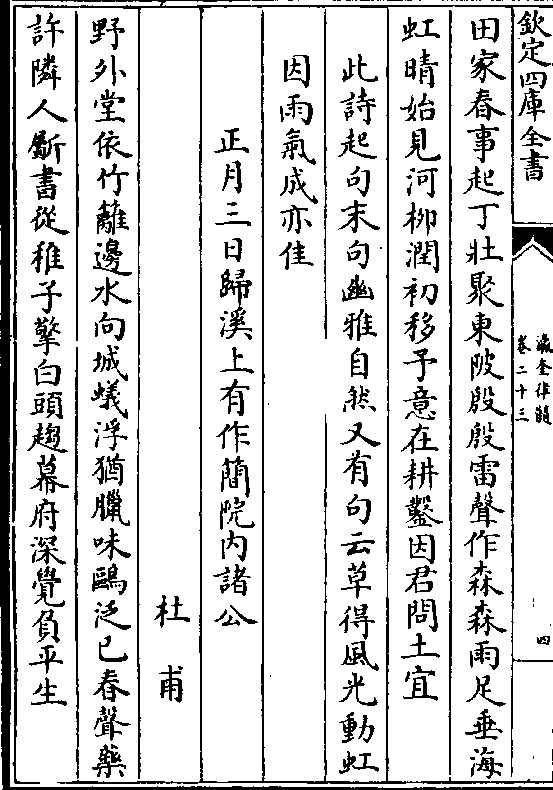 欽定四庫全書
瀛奎律髓
卷二十三
四
田家春事起丁壯聚東陂殷殷雷聲作森森雨足垂海
虹晴始見河柳潤初移予意在耕鑿因君問土宜
此詩起句末句幽雅自然又有句云草得風光動虹
因雨氣成亦佳
正月三日歸溪上有作簡院内諸公
杜甫
野外堂依竹籬邊水向城蟻浮猶臘味鷗泛已春聲藥
許隣人斸書從稚子擎白頭趨幕府深覺負平生